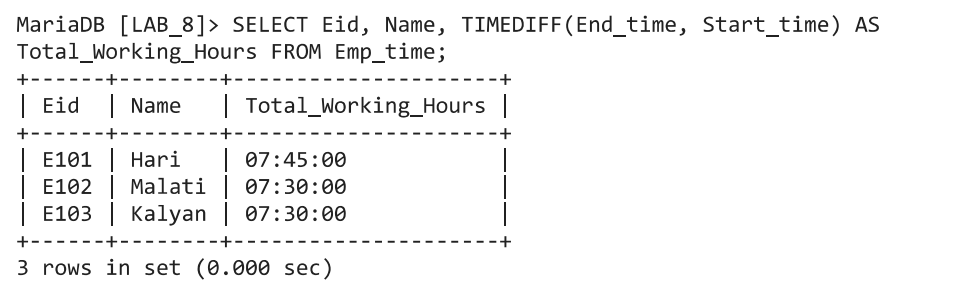 MariaDB [LAB_8]> SELECT Eid, Name, TIMEDIFF(End_time, Start_time) AS
Total_Working_Hours FROM Emp_time;
+------+--------+---------------------+
| Eid  | Name   | Total_Working_Hours |
+------+--------+---------------------+
| E101 | Hari   | 07:45:00            |
| E102 | Malati | 07:30:00            |
| E103 | Kalyan | 07:30:00            |
+------+--------+---------------------+
3 rows in set (0.000 sec)